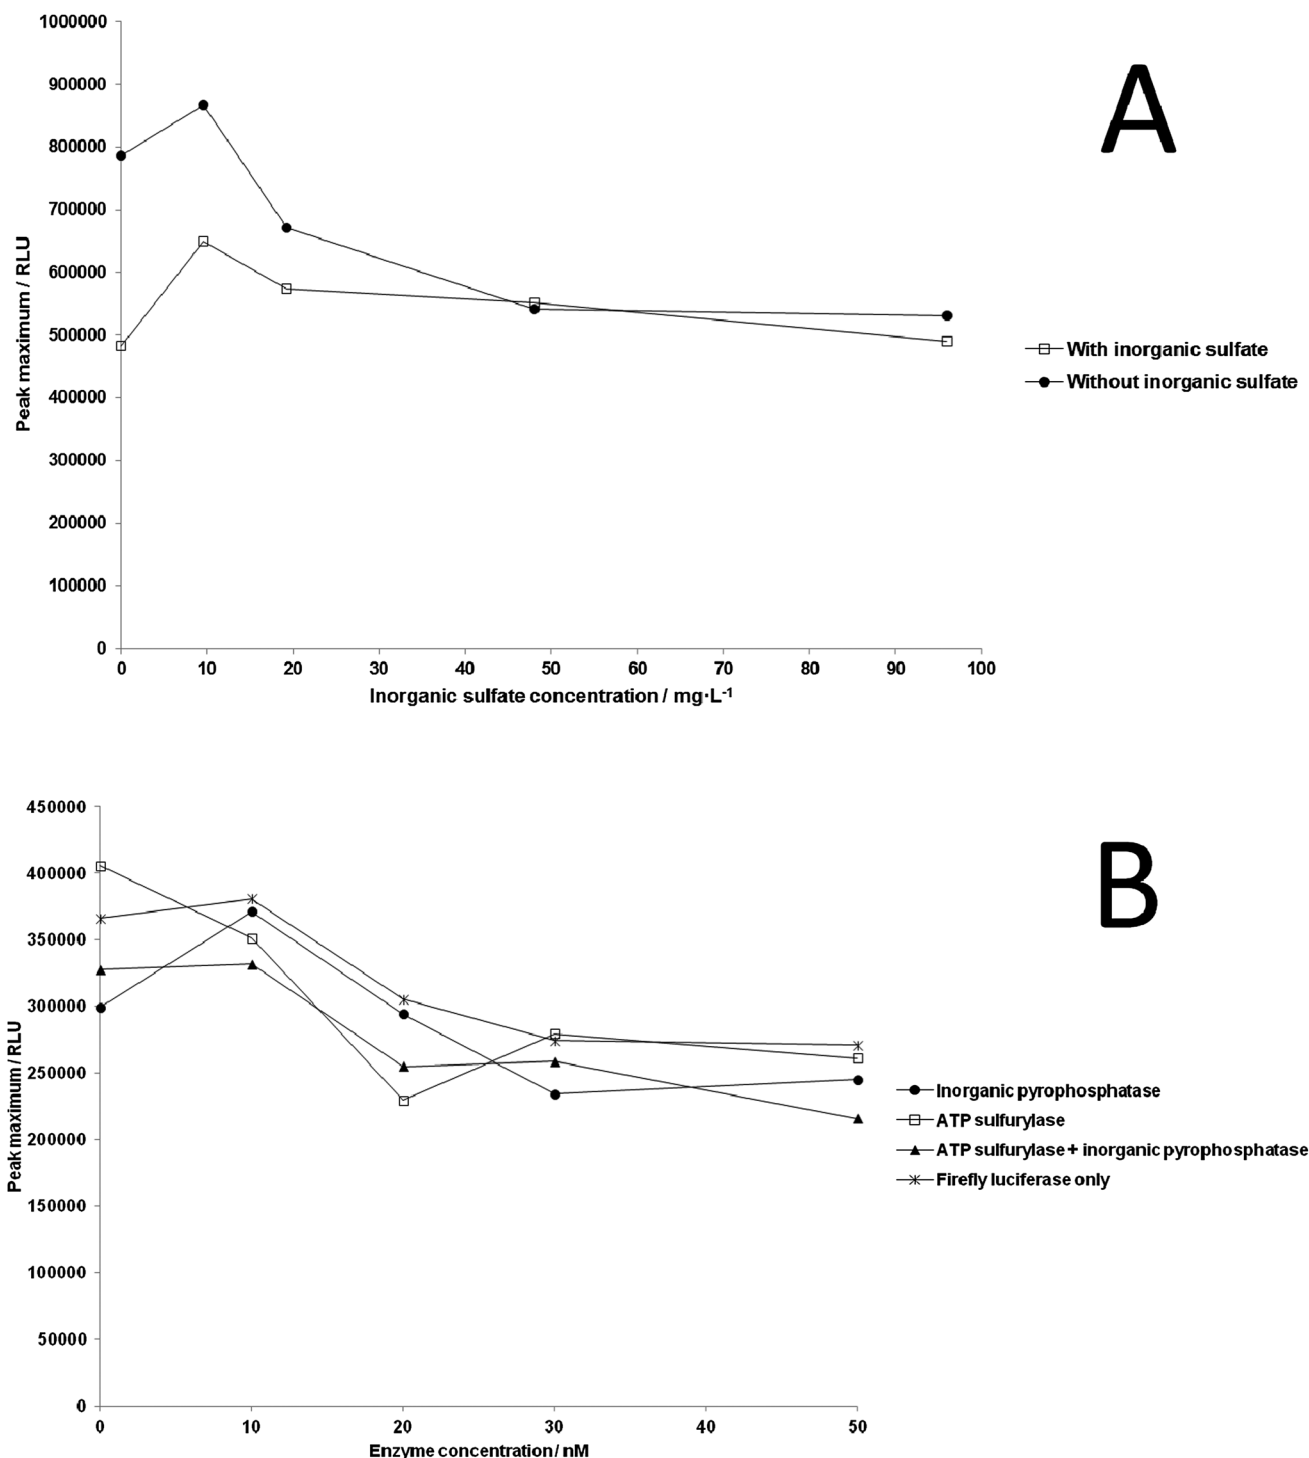 A
1000000
900000
800000
700000
600000
500000
400000
300000
200000
100000
0
Peak maximum / RLU
0 10 20 30 40 50 60 70 80 90 100
Inorganic sulfate concentration / mg·L⁻¹
With inorganic sulfate
Without inorganic sulfate
B
450000
400000
350000
300000
250000
200000
150000
100000
50000
0
Peak maximum / RLU
0 10 20 30 40 50
Enzyme concentration / nM
Inorganic pyrophosphatase
ATP sulfurylase
ATP sulfurylase + inorganic pyrophosphatase
Firefly luciferase only